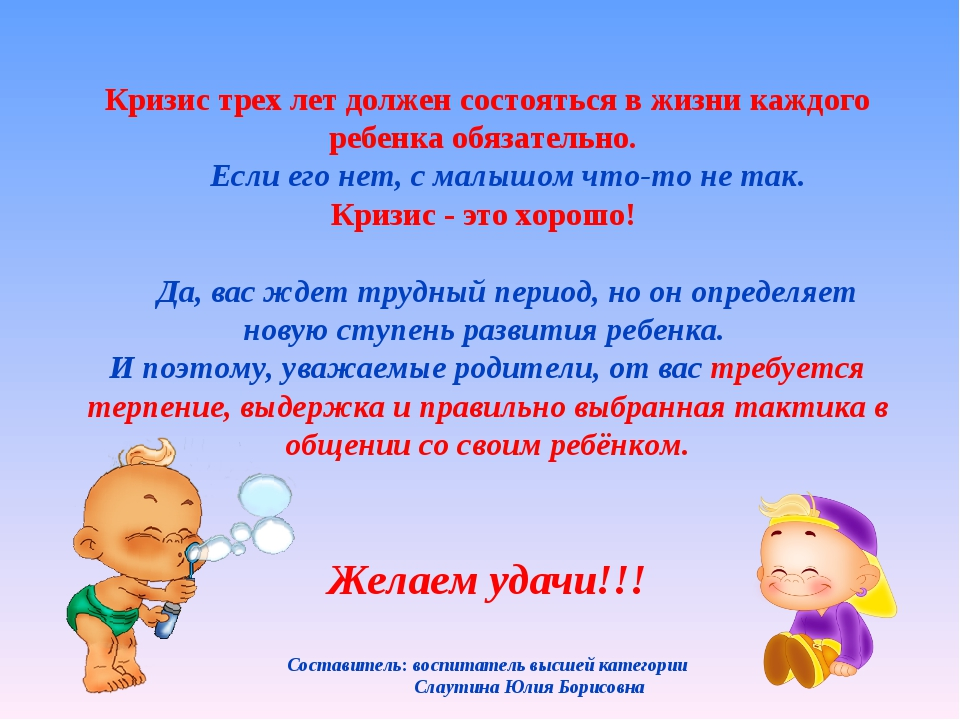 Кризис трех лет должен состояться в жизни каждого
ребенка обязательно.
Если его нет, с малышом что-то не так.
Кризис - это хорошо!
Да, вас ждет трудный период, но он определяет
новую ступень развития ребенка.
И поэтому, уважаемые родители, от вас требуется
терпение, выдержка и правильно выбранная тактика в
общении со своим ребёнком.
Желаем удачи!!!
Составитель: воспитатель высшей категории
Слаутина Юлия Борисовна